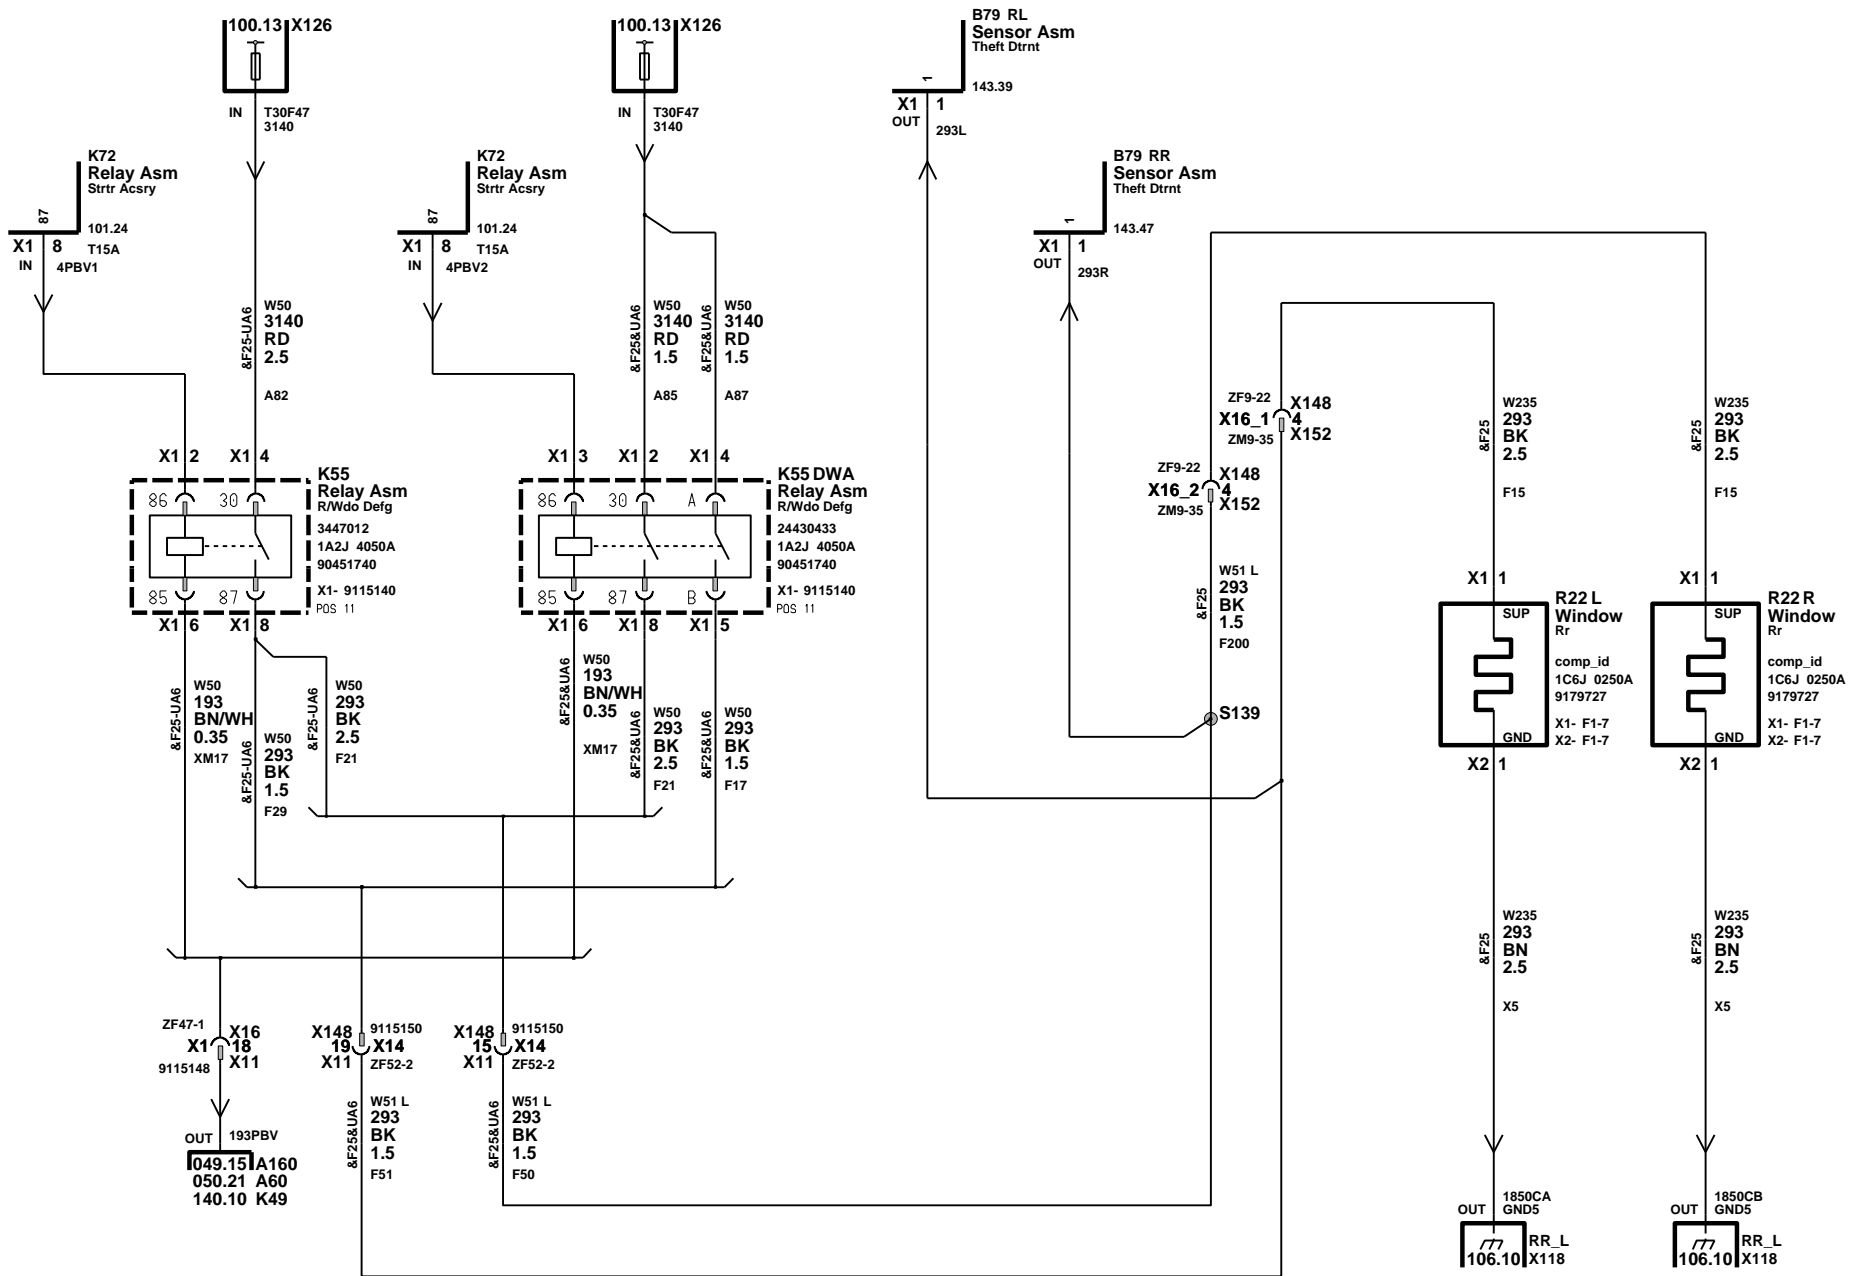 100.13 X126
IN T30F47
3140
100.13 X126
IN T30F47
3140
B79 RL
Sensor Asm
Theft Dtrnt
1
143.39
X1 1
OUT
293L
K72
Relay Asm
Strtr Acsry
87
101.24
X1 8 T15A
IN 4PBV1
K72
Relay Asm
Strtr Acsry
87
101.24
X1 8 T15A
IN 4PBV2
B79 RR
Sensor Asm
Theft Dtrnt
1
143.47
X1 1
OUT
293R
&F25-UA6
W50
3140
RD
2.5
A82
&F25&UA6
W50
3140
RD
1.5
A85
&F25&UA6
W50
3140
RD
1.5
A87
ZF9-22 X148
X16_1 4
ZM9-35 X152
ZF9-22 X148
X16_2 4
ZM9-35 X152
&F25
W235
293
BK
2.5
F15
&F25
W235
293
BK
2.5
F15
X1 2 X1 4
86 30
85 87
X1 6 X1 8
K55
Relay Asm
R/Wdo Defg
3447012
1A2J 4050A
90451740
X1- 9115140
POS 11
X1 3 X1 2 X1 4
86 30 A
85 87 B
X1 6 X1 8 X1 5
K55 DWA
Relay Asm
R/Wdo Defg
24430433
1A2J 4050A
90451740
X1- 9115140
POS 11
&F25
W51 L
293
BK
1.5
F200
S139
X1 1
SUP
GND
X2 1
R22 L
Window
Rr
comp_id
1C6J 0250A
9179727
X1- F1-7
X2- F1-7
X1 1
SUP
GND
X2 1
R22 R
Window
Rr
comp_id
1C6J 0250A
9179727
X1- F1-7
X2- F1-7
&F25-UA6
W50
193
BN/WH
0.35
XM17
&F25-UA6
W50
293
BK
1.5
F29
&F25-UA6
W50
293
BK
2.5
F21
&F25&UA6
W50
193
BN/WH
0.35
XM17
&F25&UA6
W50
293
BK
2.5
F21
&F25&UA6
W50
293
BK
1.5
F17
&F25
W235
293
BN
2.5
X5
&F25
W235
293
BN
2.5
X5
ZF47-1 X16
X1 18
9115148 X11
X148 9115150
19 X14
X11 ZF52-2
X148 9115150
15 X14
X11 ZF52-2
&F25&UA6
W51 L
293
BK
1.5
F51
&F25&UA6
W51 L
293
BK
1.5
F50
OUT 193PBV
049.15 A160
050.21 A60
140.10 K49
1850CA
OUT GND5
RR_L
106.10 X118
1850CB
OUT GND5
RR_L
106.10 X118